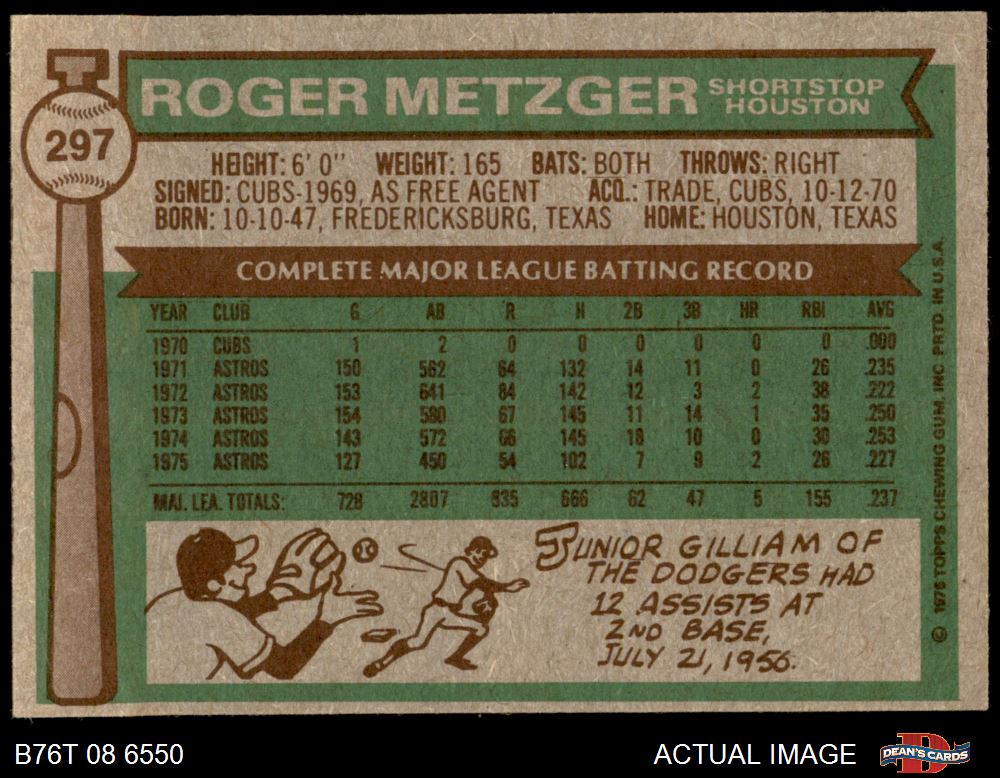 ROGER METZGER SHORTSTOP
HOUSTON
297
HEIGHT: 6' 0" WEIGHT: 165 BATS: BOTH THROWS: RIGHT
SIGNED: CUBS-1969, AS FREE AGENT ACQ.: TRADE, CUBS, 10-12-70
BORN: 10-10-47, FREDERICKSBURG, TEXAS HOME: HOUSTON, TEXAS
COMPLETE MAJOR LEAGUE BATTING RECORD
YEAR CLUB G AB R H 2B 3B HR RBI AVG
1970 CUBS 1 2 0 0 0 0 0 0 .000
1971 ASTROS 150 562 64 132 14 11 0 26 .235
1972 ASTROS 153 641 84 142 12 3 2 38 .222
1973 ASTROS 154 580 67 145 11 14 1 35 .250
1974 ASTROS 143 572 66 145 18 10 0 30 .253
1975 ASTROS 127 450 54 102 7 9 2 26 .227
MAJ. LEA. TOTALS: 728 2807 335 666 62 47 5 155 .237
JUNIOR GILLIAM OF
THE DODGERS HAD
12 ASSISTS AT
2ND BASE,
JULY 21, 1956.
© 1976 TOPPS CHEWING GUM, INC PRTD. IN U.S.A.
B76T 08 6550
ACTUAL IMAGE
D
DEAN'S CARDS